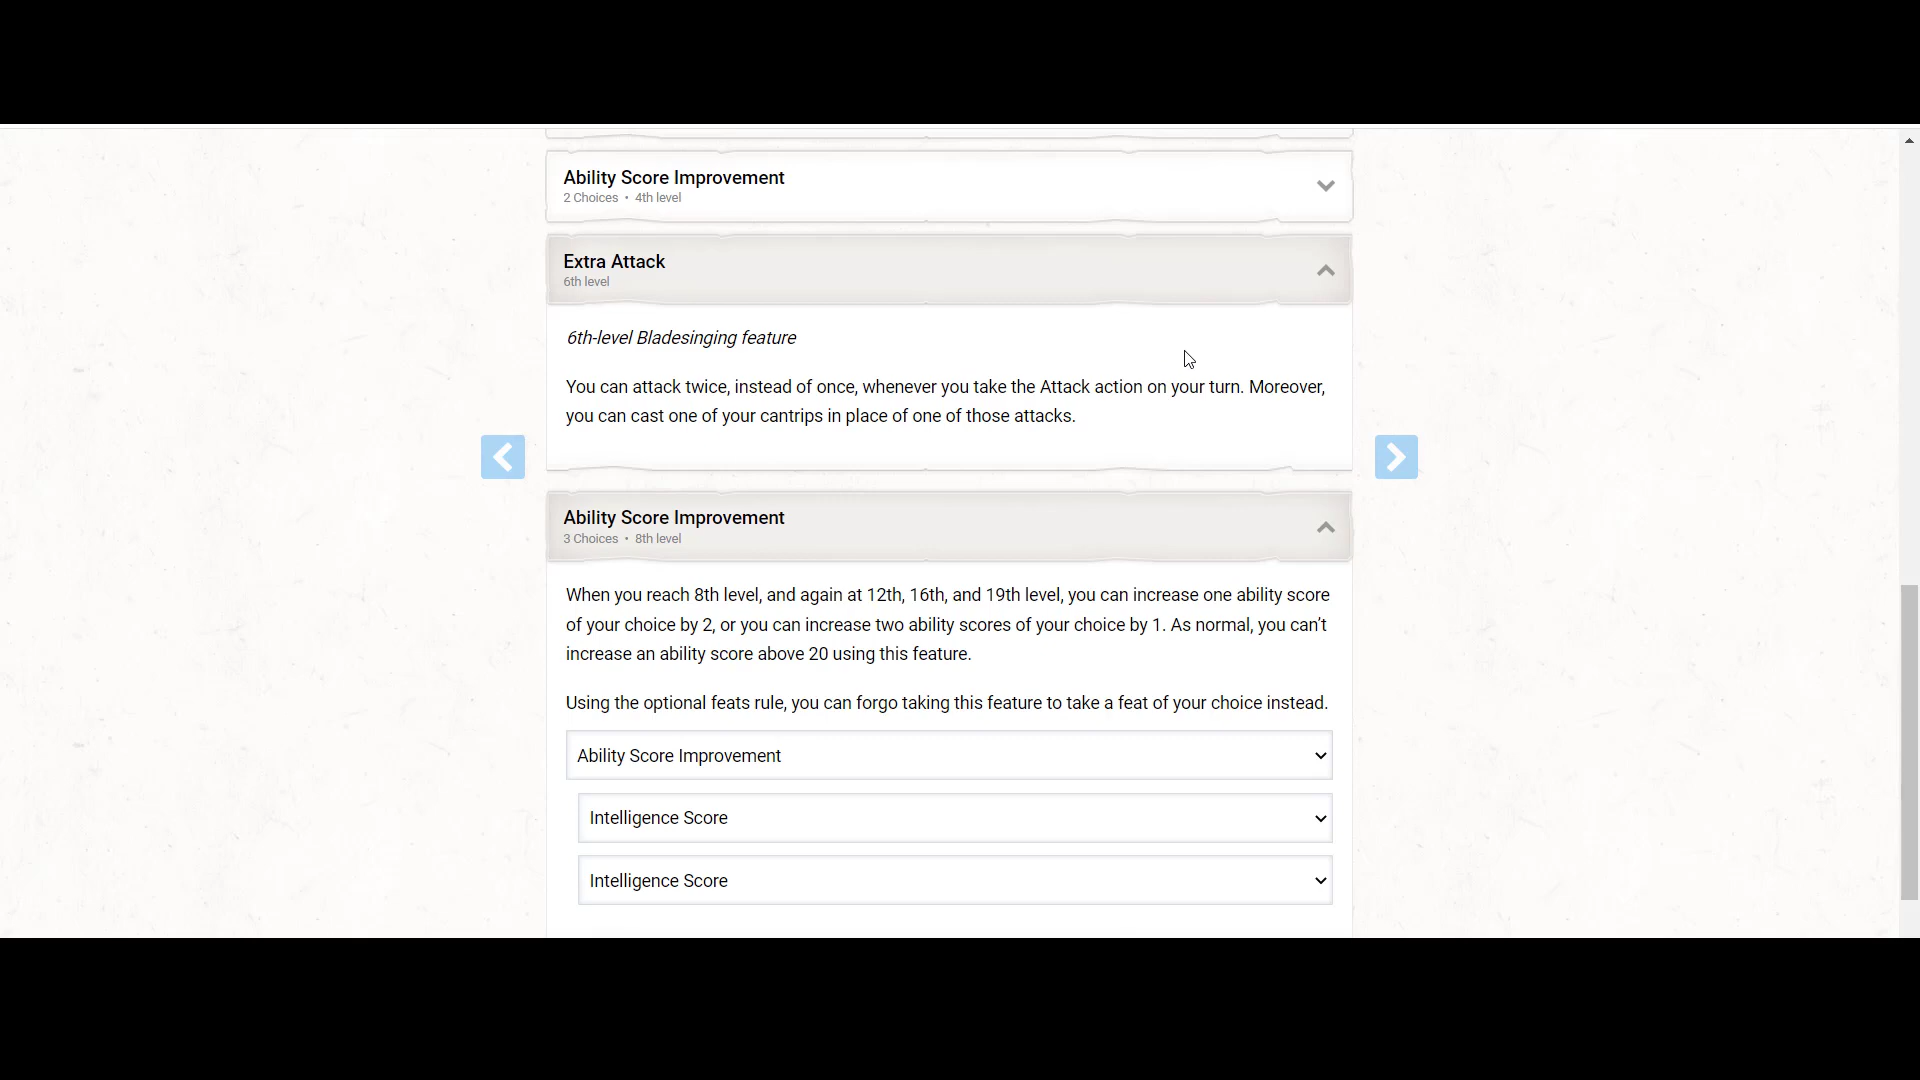 Ability Score Improvement
2 Choices • 4th level
Extra Attack
6th level
6th-level Bladesinging feature
You can attack twice, instead of once, whenever you take the Attack action on your turn. Moreover,
you can cast one of your cantrips in place of one of those attacks.
Ability Score Improvement
3 Choices • 8th level
When you reach 8th level, and again at 12th, 16th, and 19th level, you can increase one ability score
of your choice by 2, or you can increase two ability scores of your choice by 1. As normal, you can’t
increase an ability score above 20 using this feature.
Using the optional feats rule, you can forgo taking this feature to take a feat of your choice instead.
Ability Score Improvement
Intelligence Score
Intelligence Score